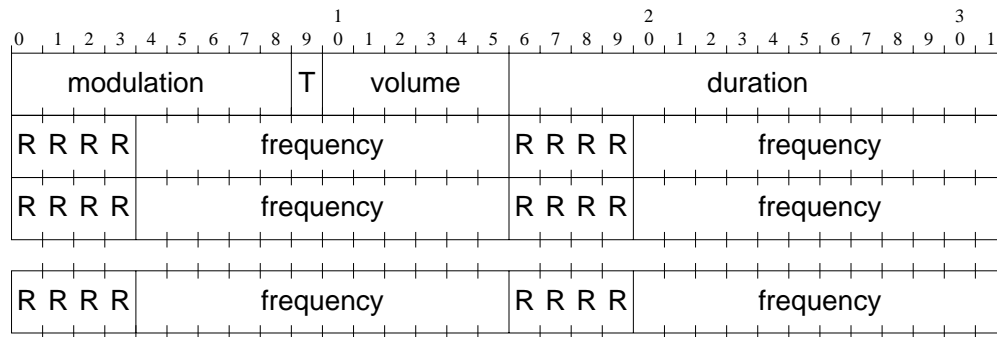 1 2 3
0 1 2 3 4 5 6 7 8 9 0 1 2 3 4 5 6 7 8 9 0 1 2 3 4 5 6 7 8 9 0 1
modulation T volume duration
R R R R frequency R R R R frequency
R R R R frequency R R R R frequency
R R R R frequency R R R R frequency